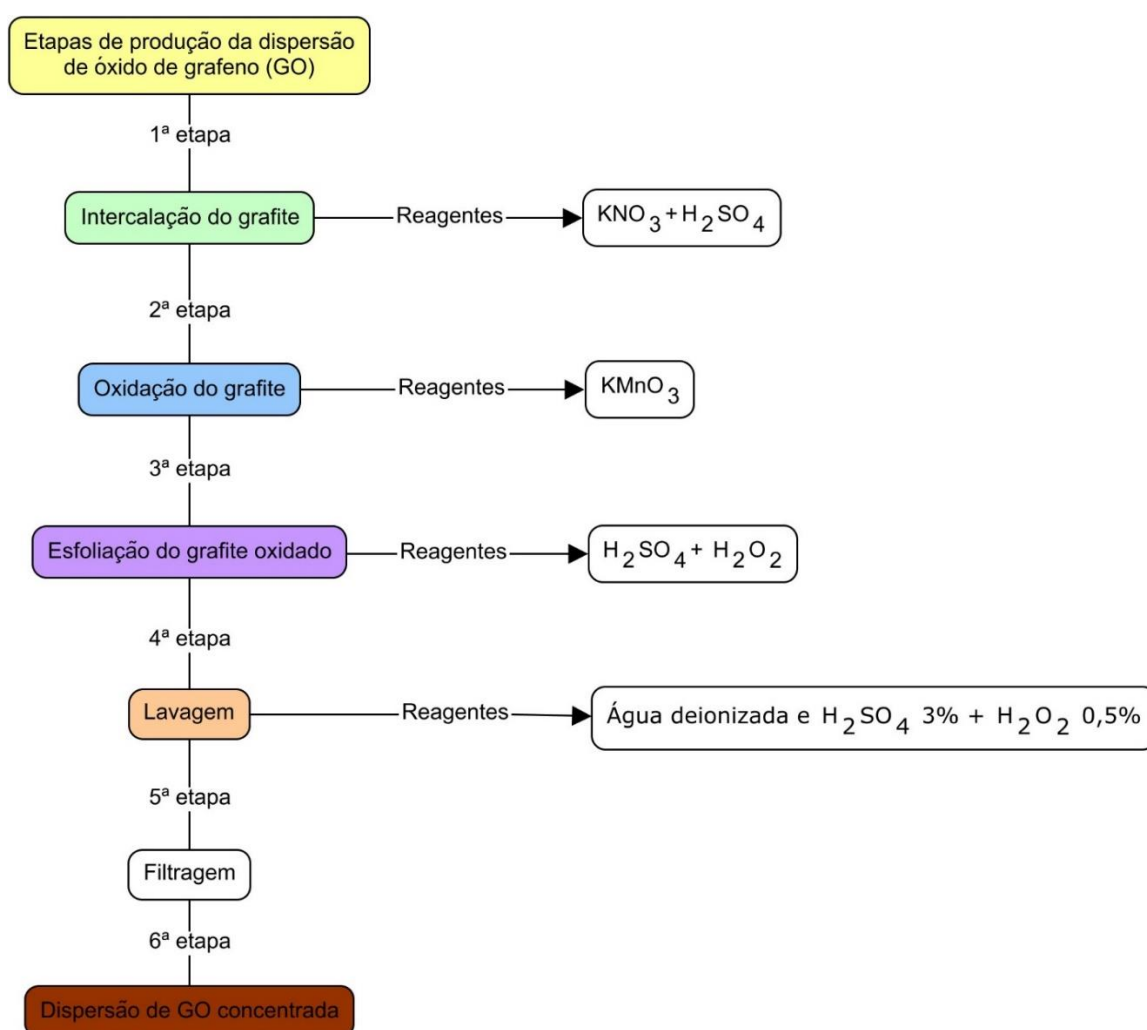 Etapas de produção da dispersão
de óxido de grafeno (GO)
1ª etapa
Intercalação do grafite
Reagentes
KNO3+H2SO4
2ª etapa
Oxidação do grafite
Reagentes
KMnO3
3ª etapa
Esfoliação do grafite oxidado
Reagentes
H2SO4+ H2O2
4ª etapa
Lavagem
Reagentes
Água deionizada e H2SO4 3% + H2O2 0,5%
5ª etapa
Filtragem
6ª etapa
Dispersão de GO concentrada